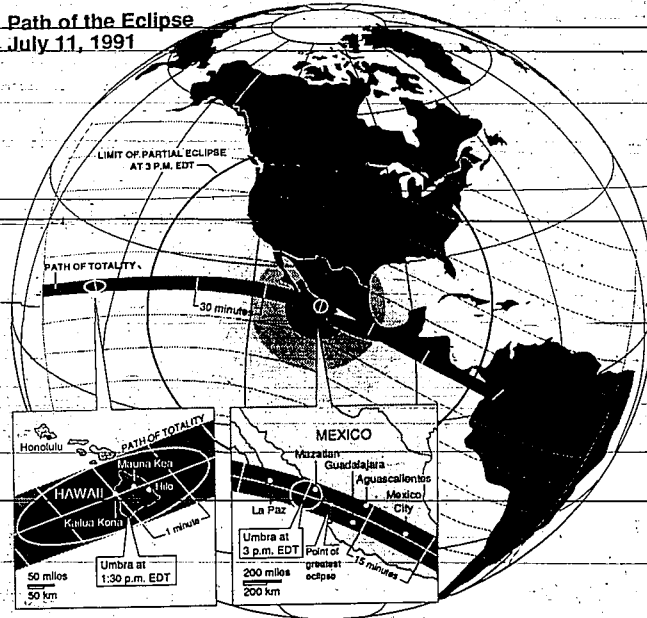 Path of the Eclipse
July 11, 1991
LIMIT OF PARTIAL ECLIPSE
AT 3 P.M. EDT
PATH OF TOTALITY
30 minutes
Honolulu
PATH OF TOTALITY
Mauna Kea
HAWAII
Hilo
Kailua Kona
1 minute
Umbra at
1:30 p.m. EDT
50 miles
50 km
MEXICO
Mazatlan
Guadalajara
Aguascalientes
Mexico
City
La Paz
Umbra at
3 p.m. EDT
Point of
greatest
eclipse
15 minutes
200 miles
200 km